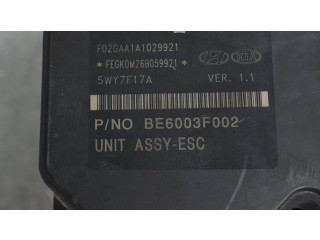 F02GAA1A1029921
*FEGK0M26B059921*
5WY7F17A VER. 1.1
P/NO BE6003F002
UNIT ASSY-ESC